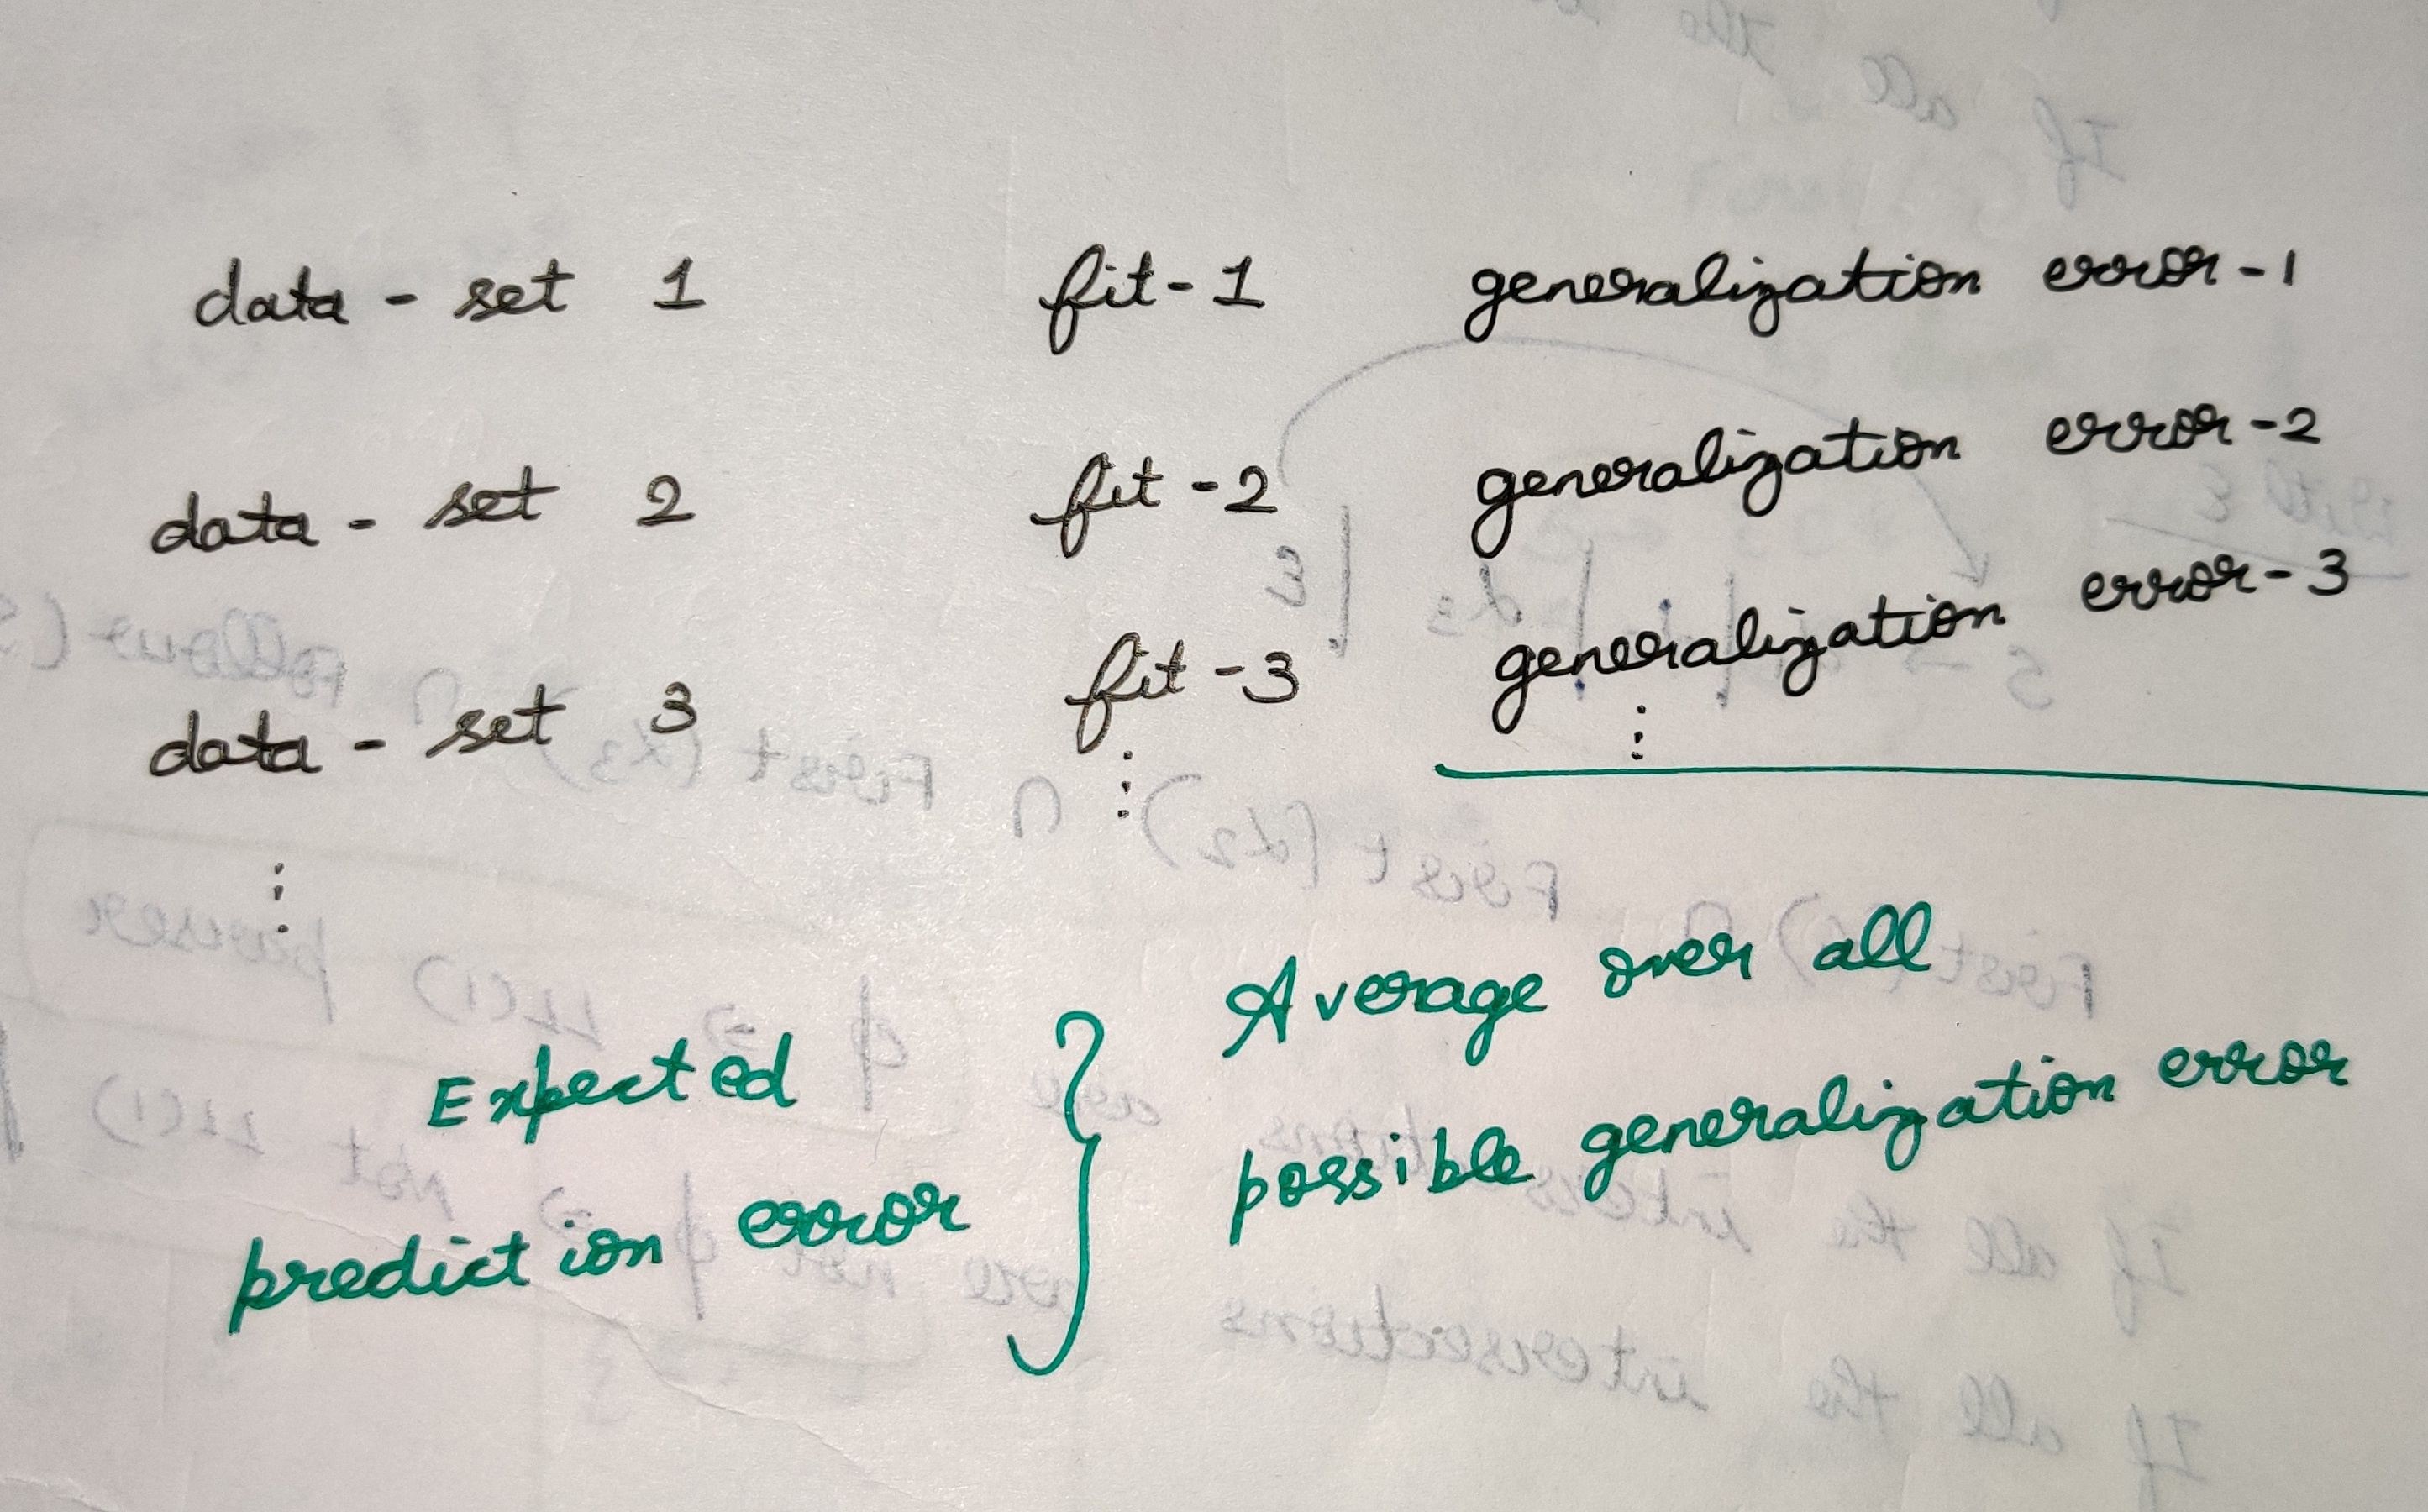 data - set 1 fit - 1 generalization error - 1
data - set 2 fit - 2 generalization error - 2
data - set 3 fit - 3 generalization error - 3
Expected
prediction error
Average over all
possible generalization error